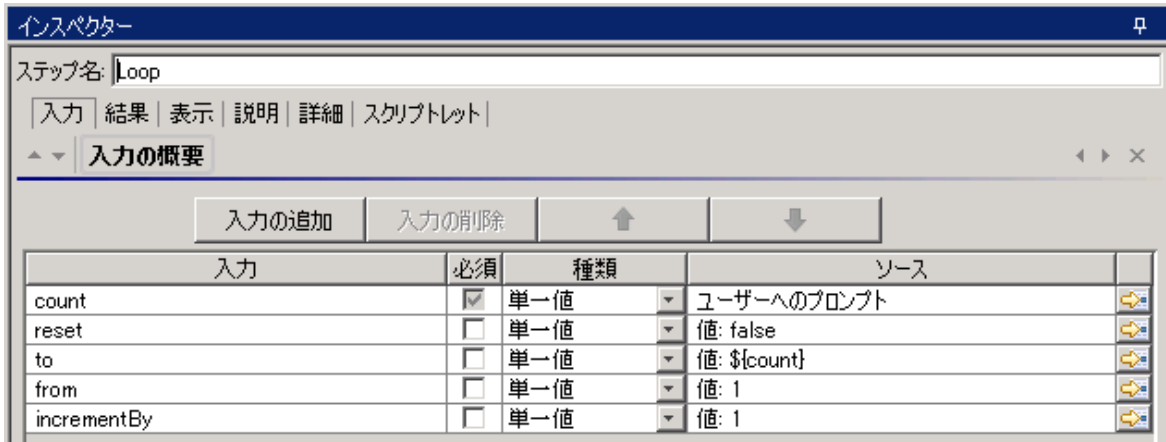 インスペクター
ステップ名: Loop
入力 | 結果 | 表示 | 説明 | 詳細 | スクリプトレット |
入力の概要
入力の追加 入力の削除
入力 必須 種類 ソース
count 単一値 ユーザーへのプロンプト
reset 単一値 値: false
to 単一値 値: ${count}
from 単一値 値: 1
incrementBy 単一値 値: 1